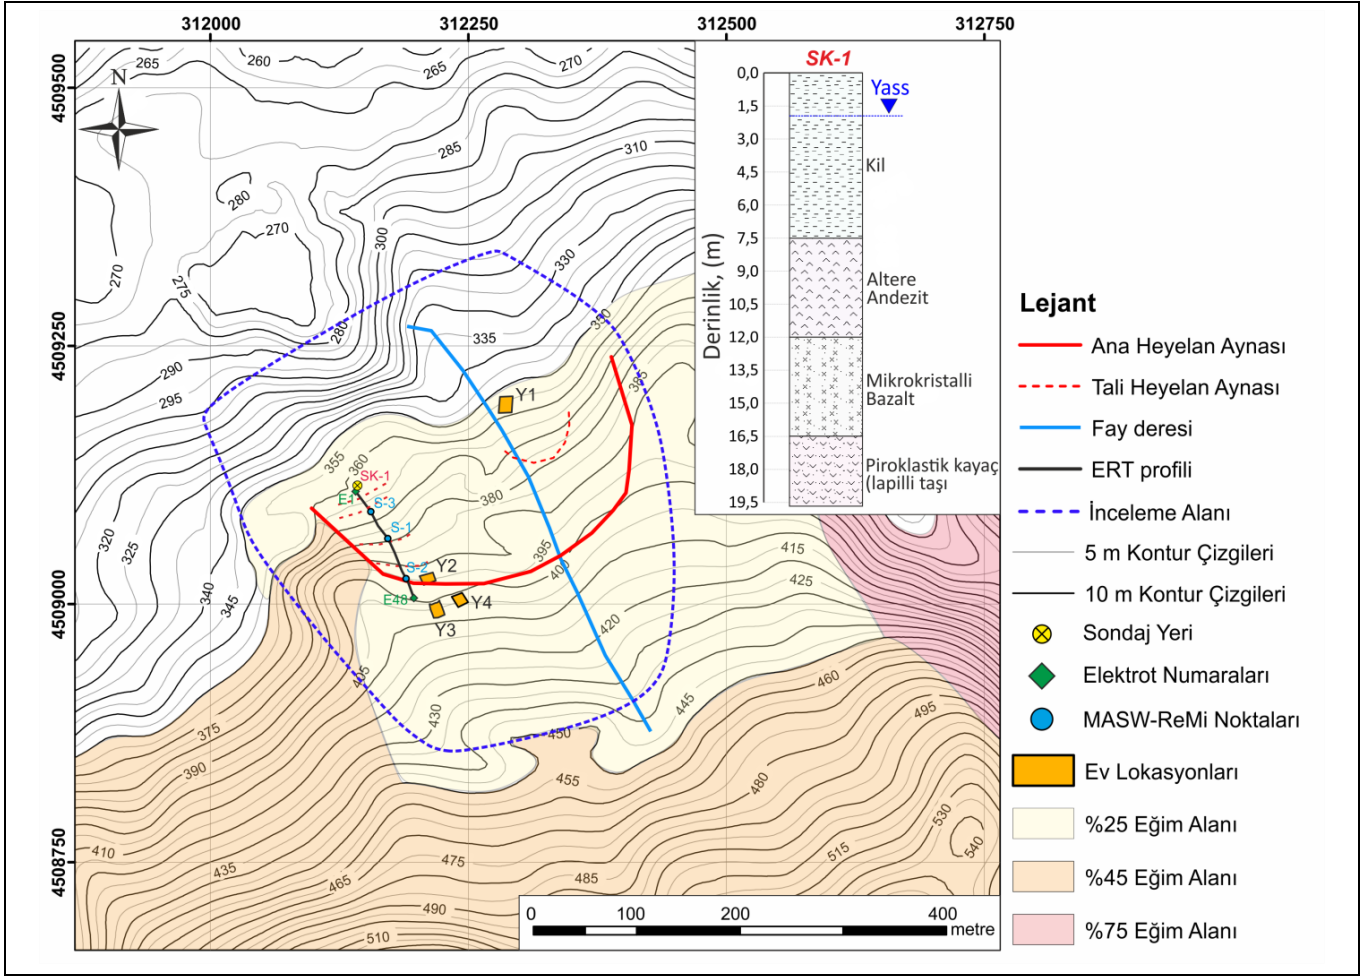 312000
312250
312500
312750
4509500
4509250
4509000
4508750
N
265
260
265
270
285
310
280
270
270
275
300
280
330
335
290
295
350
385
355
360
380
395
400
320
325
340
345
415
425
420
405
430
445
450
455
460
495
375
390
480
530
540
515
410
435
475
465
485
490
510
Y1
Y2
Y3
Y4
SK-1
E1
S-3
S-1
S-2
E48
SK-1
Derinlik, (m)
0,0
1,5
3,0
4,5
6,0
7,5
9,0
10,5
12,0
13,5
15,0
16,5
18,0
19,5
Yass
Kil
Altere
Andezit
Mikrokristalli
Bazalt
Piroklastik kayaç
(lapilli taşı
0 100 200 400
metre
Lejant
Ana Heyelan Aynası
Tali Heyelan Aynası
Fay deresi
ERT profili
İnceleme Alanı
5 m Kontur Çizgileri
10 m Kontur Çizgileri
Sondaj Yeri
Elektrot Numaraları
MASW-ReMi Noktaları
Ev Lokasyonları
%25 Eğim Alanı
%45 Eğim Alanı
%75 Eğim Alanı